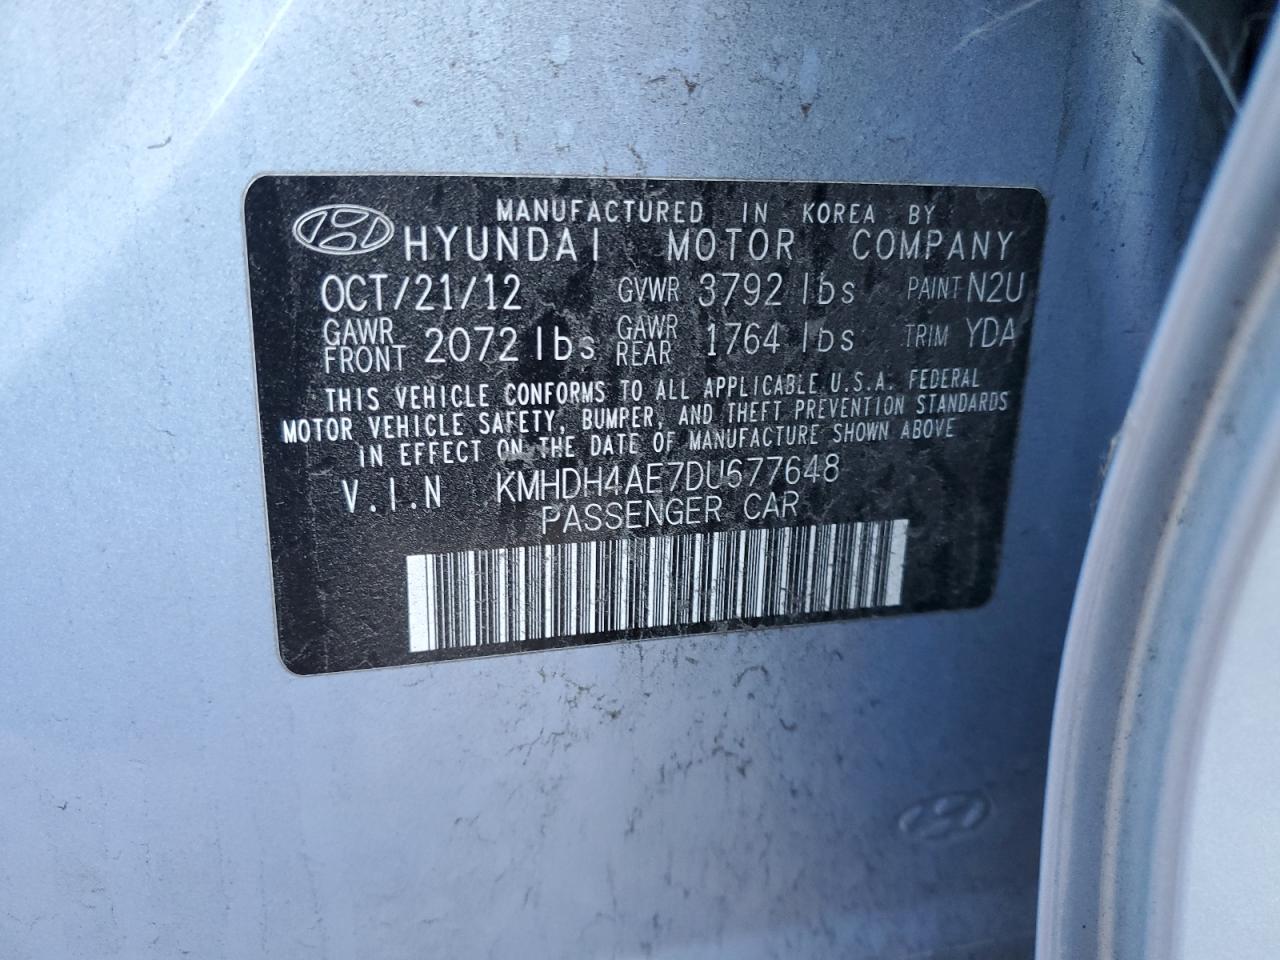 MANUFACTURED IN KOREA BY
HYUNDAI MOTOR COMPANY
OCT/21/12 GVWR 3792 lbs PAINT N2U
GAWR FRONT 2072 lbs GAWR REAR 1764 lbs TRIM YDA
THIS VEHICLE CONFORMS TO ALL APPLICABLE U.S.A. FEDERAL
MOTOR VEHICLE SAFETY, BUMPER, AND THEFT PREVENTION STANDARDS
IN EFFECT ON THE DATE OF MANUFACTURE SHOWN ABOVE
V.I.N KMHDH4AE7DU677648
PASSENGER CAR